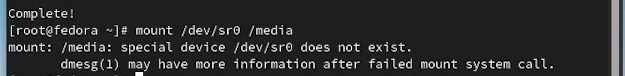 Complete!
[root@fedora ~]# mount /dev/sr0 /media
mount: /media: special device /dev/sr0 does not exist.
       dmesg(1) may have more information after failed mount system call.